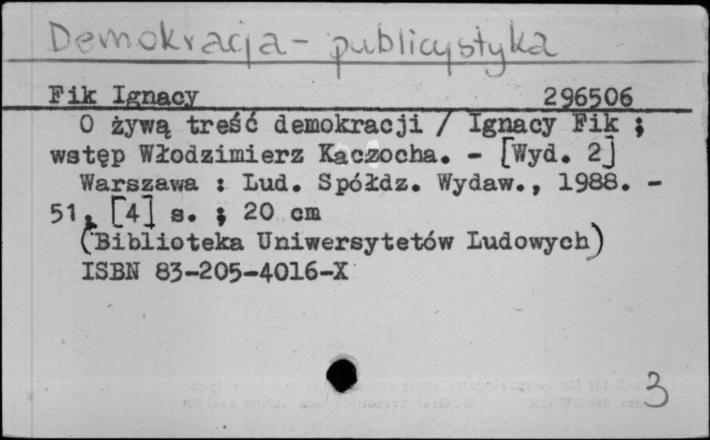 Demokracja - publicystyka
Fik Ignacy 296506
O żywą treść demokracji / Ignacy Fik ;
wstęp Włodzimierz Kaczocha. - [Wyd. 2]
Warszawa : Lud. Spółdz. Wydaw., 1988. -
51, [4] s. ; 20 cm
(Biblioteka Uniwersytetów Ludowych)
ISBN 83-205-4016-X
3